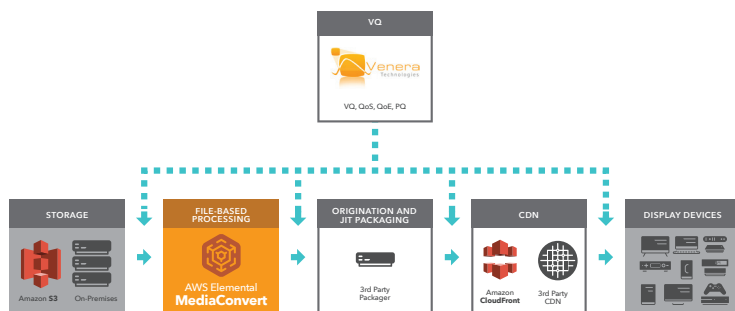 VQ
Venera
Technologies
VQ, QoS, QoE, PQ
STORAGE
Amazon S3
On-Premises
FILE-BASED
PROCESSING
AWS Elemental
MediaConvert
ORIGINATION AND
JIT PACKAGING
3rd Party
Packager
CDN
Amazon
CloudFront
3rd Party
CDN
DISPLAY DEVICES